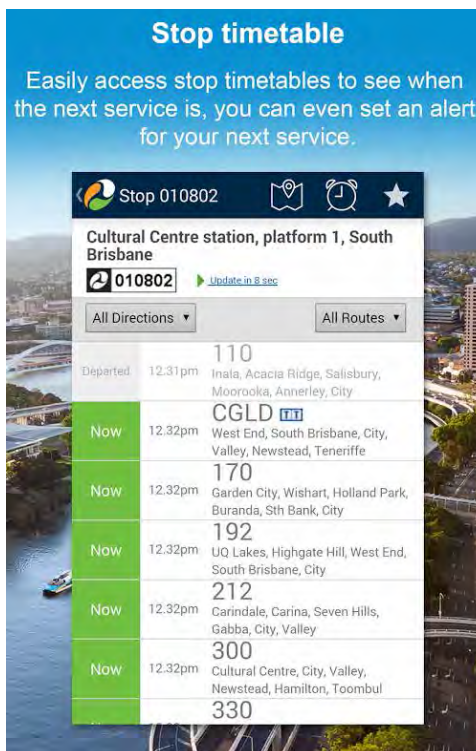 Stop timetable
Easily access stop timetables to see when
the next service is, you can even set an alert
for your next service.
Stop 010802
Cultural Centre station, platform 1, South
Brisbane
010802
Update in 8 sec
All Directions
All Routes
Departed 12.31pm 110
Inala, Acacia Ridge, Salisbury,
Moorooka, Annerley, City
Now 12.32pm CGLD
West End, South Brisbane, City,
Valley, Newstead, Teneriffe
Now 12.32pm 170
Garden City, Wishart, Holland Park,
Buranda, Sth Bank, City
Now 12.32pm 192
UQ Lakes, Highgate Hill, West End,
South Brisbane, City
Now 12.32pm 212
Carindale, Carina, Seven Hills,
Gabba, City, Valley
Now 12.32pm 300
Cultural Centre, City, Valley,
Newstead, Hamilton, Toombul
330